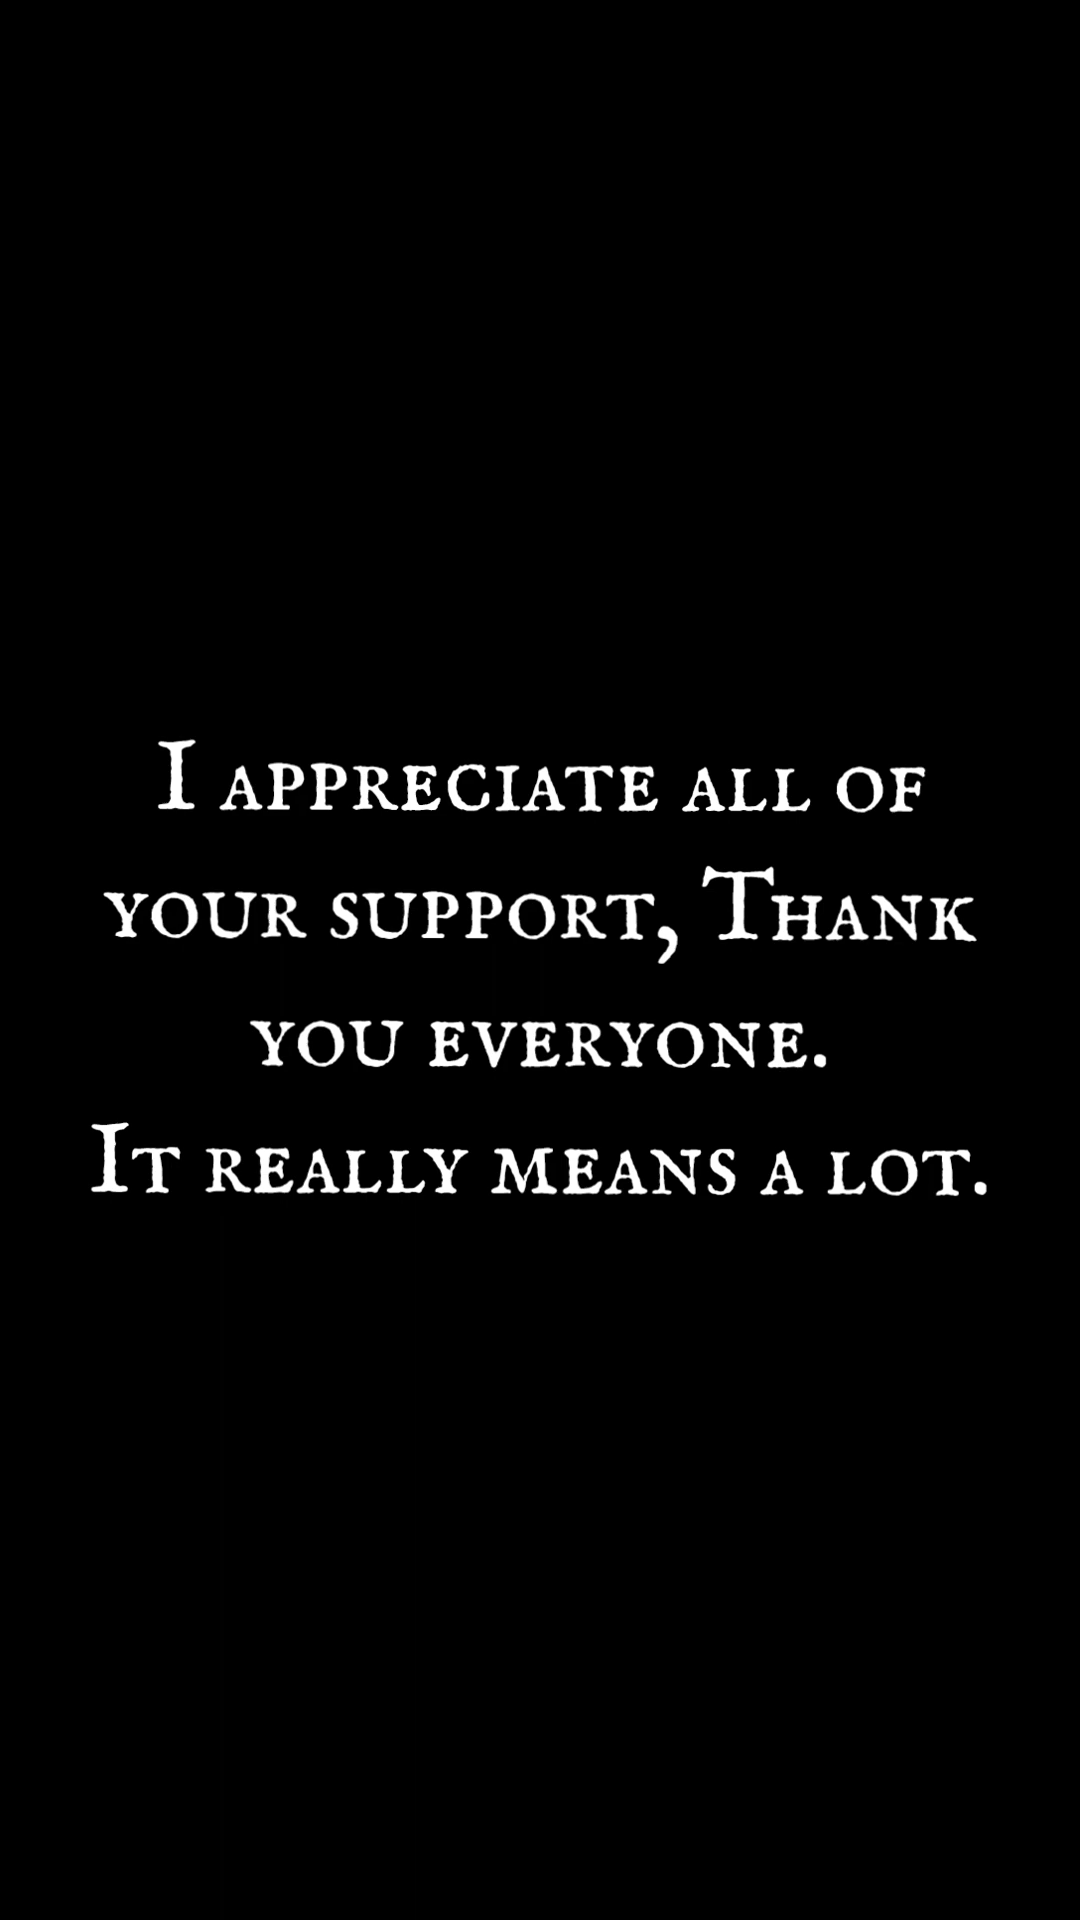 I appreciate all of
your support, Thank
you everyone.
It really means a lot.